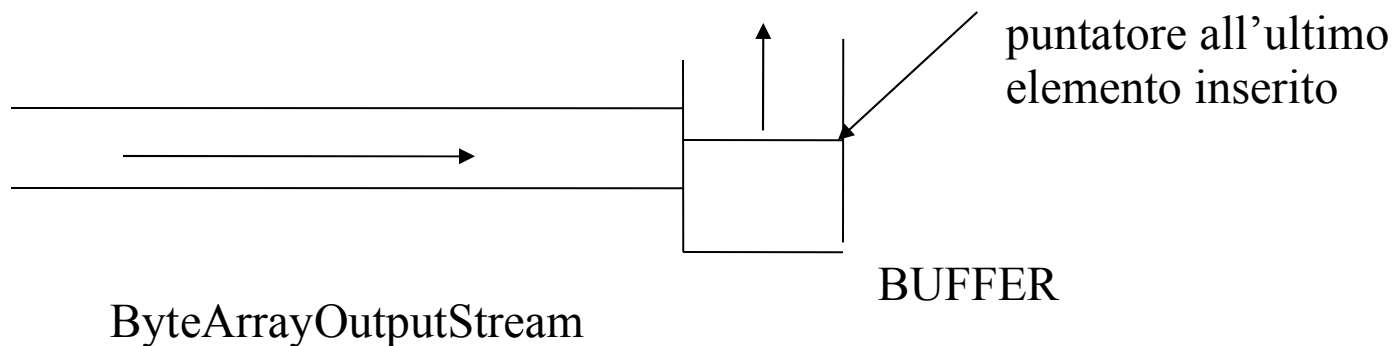 puntatore all’ultimo
elemento inserito
BUFFER
ByteArrayOutputStream